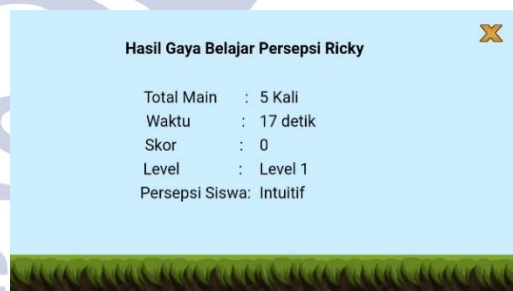 Hasil Gaya Belajar Persepsi Ricky
Total Main : 5 Kali
Waktu : 17 detik
Skor : 0
Level : Level 1
Persepsi Siswa: Intuitif